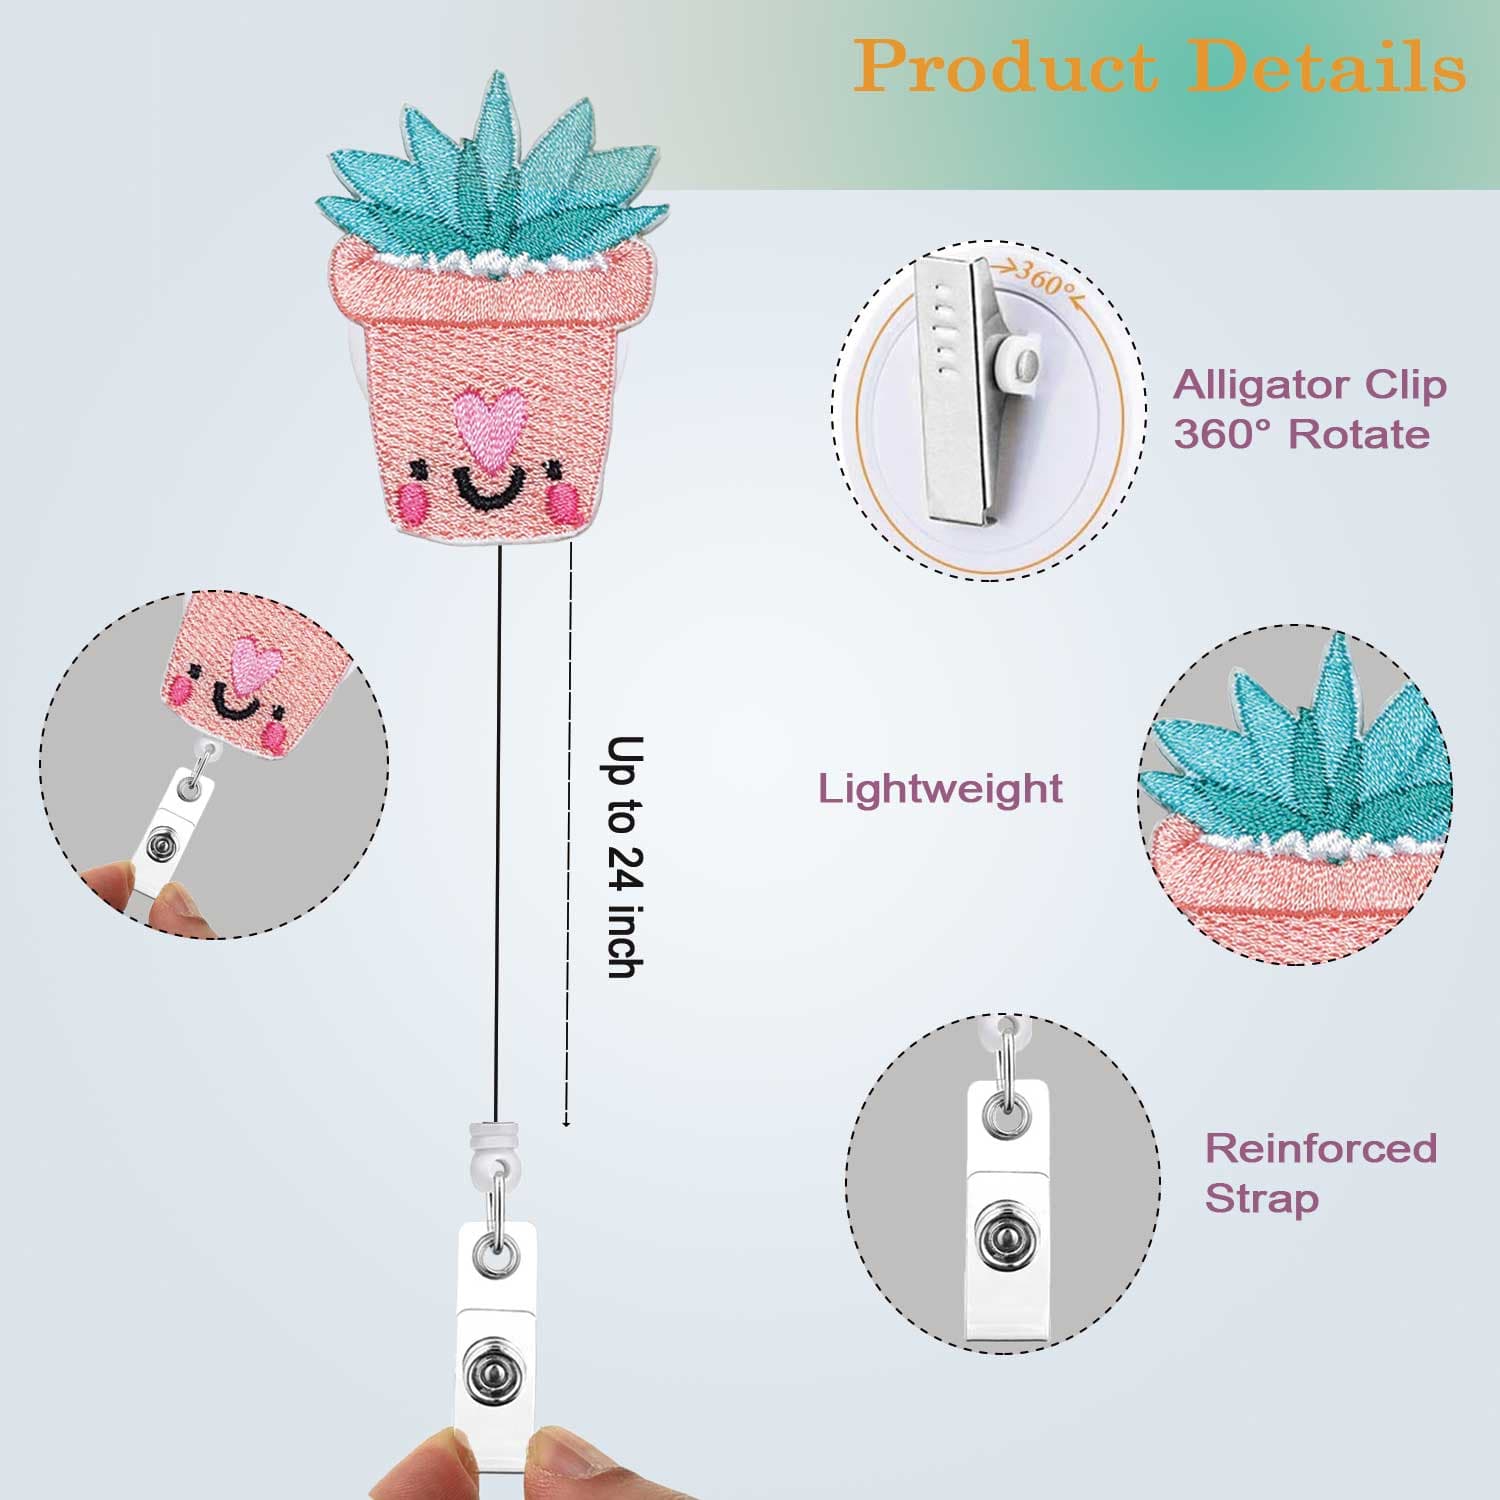 Product Details
360°
Alligator Clip
360° Rotate
Up to 24 inch
Lightweight
Reinforced
Strap